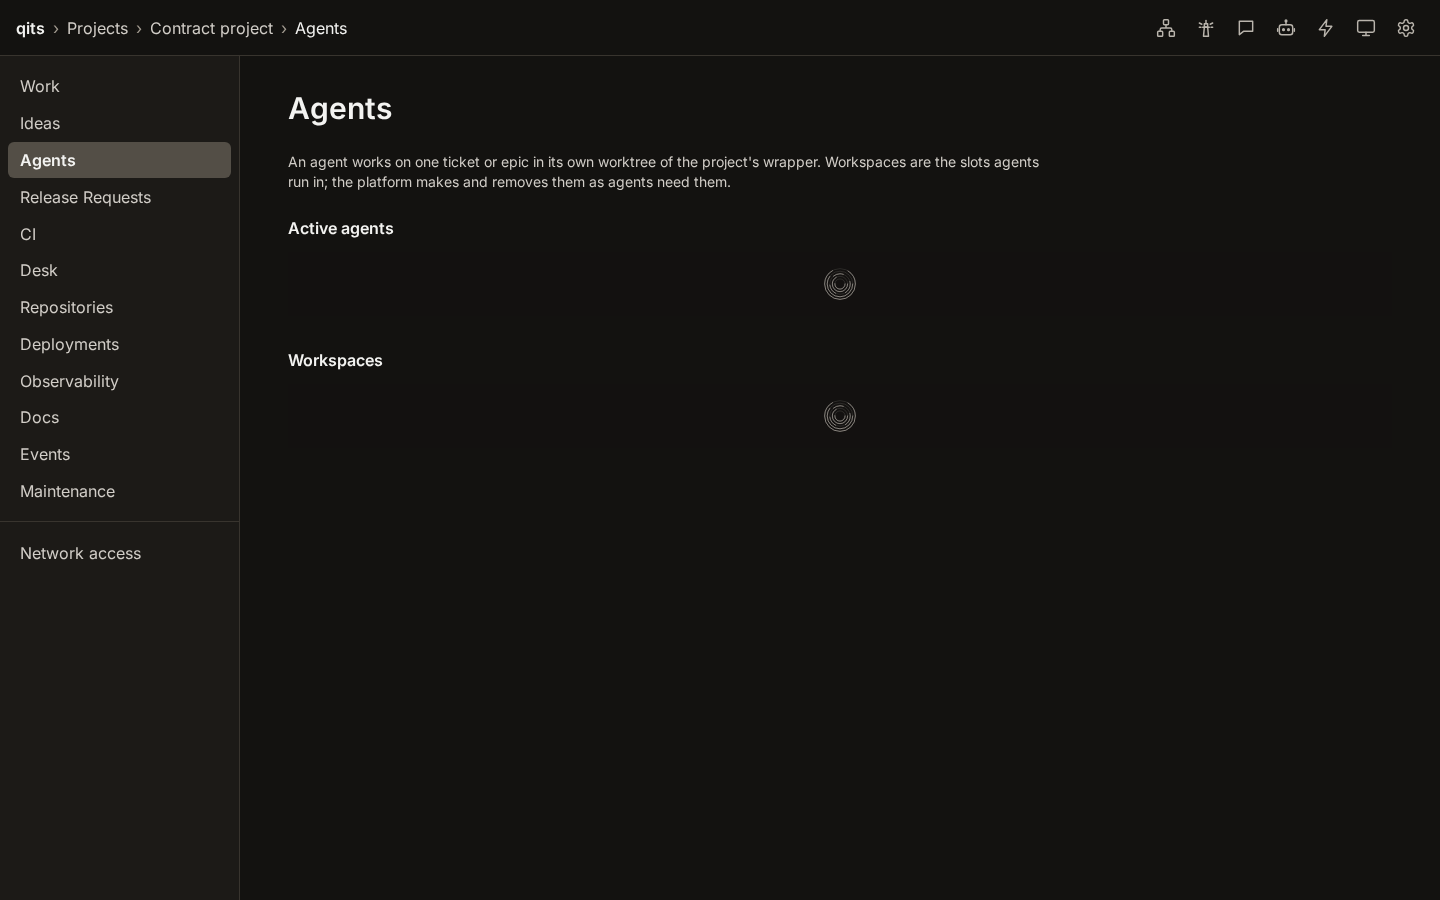 qits › Projects › Contract project › Agents
Work
Ideas
Agents
Release Requests
CI
Desk
Repositories
Deployments
Observability
Docs
Events
Maintenance
Network access
Agents
An agent works on one ticket or epic in its own worktree of the project's wrapper. Workspaces are the slots agents
run in; the platform makes and removes them as agents need them.
Active agents
Workspaces